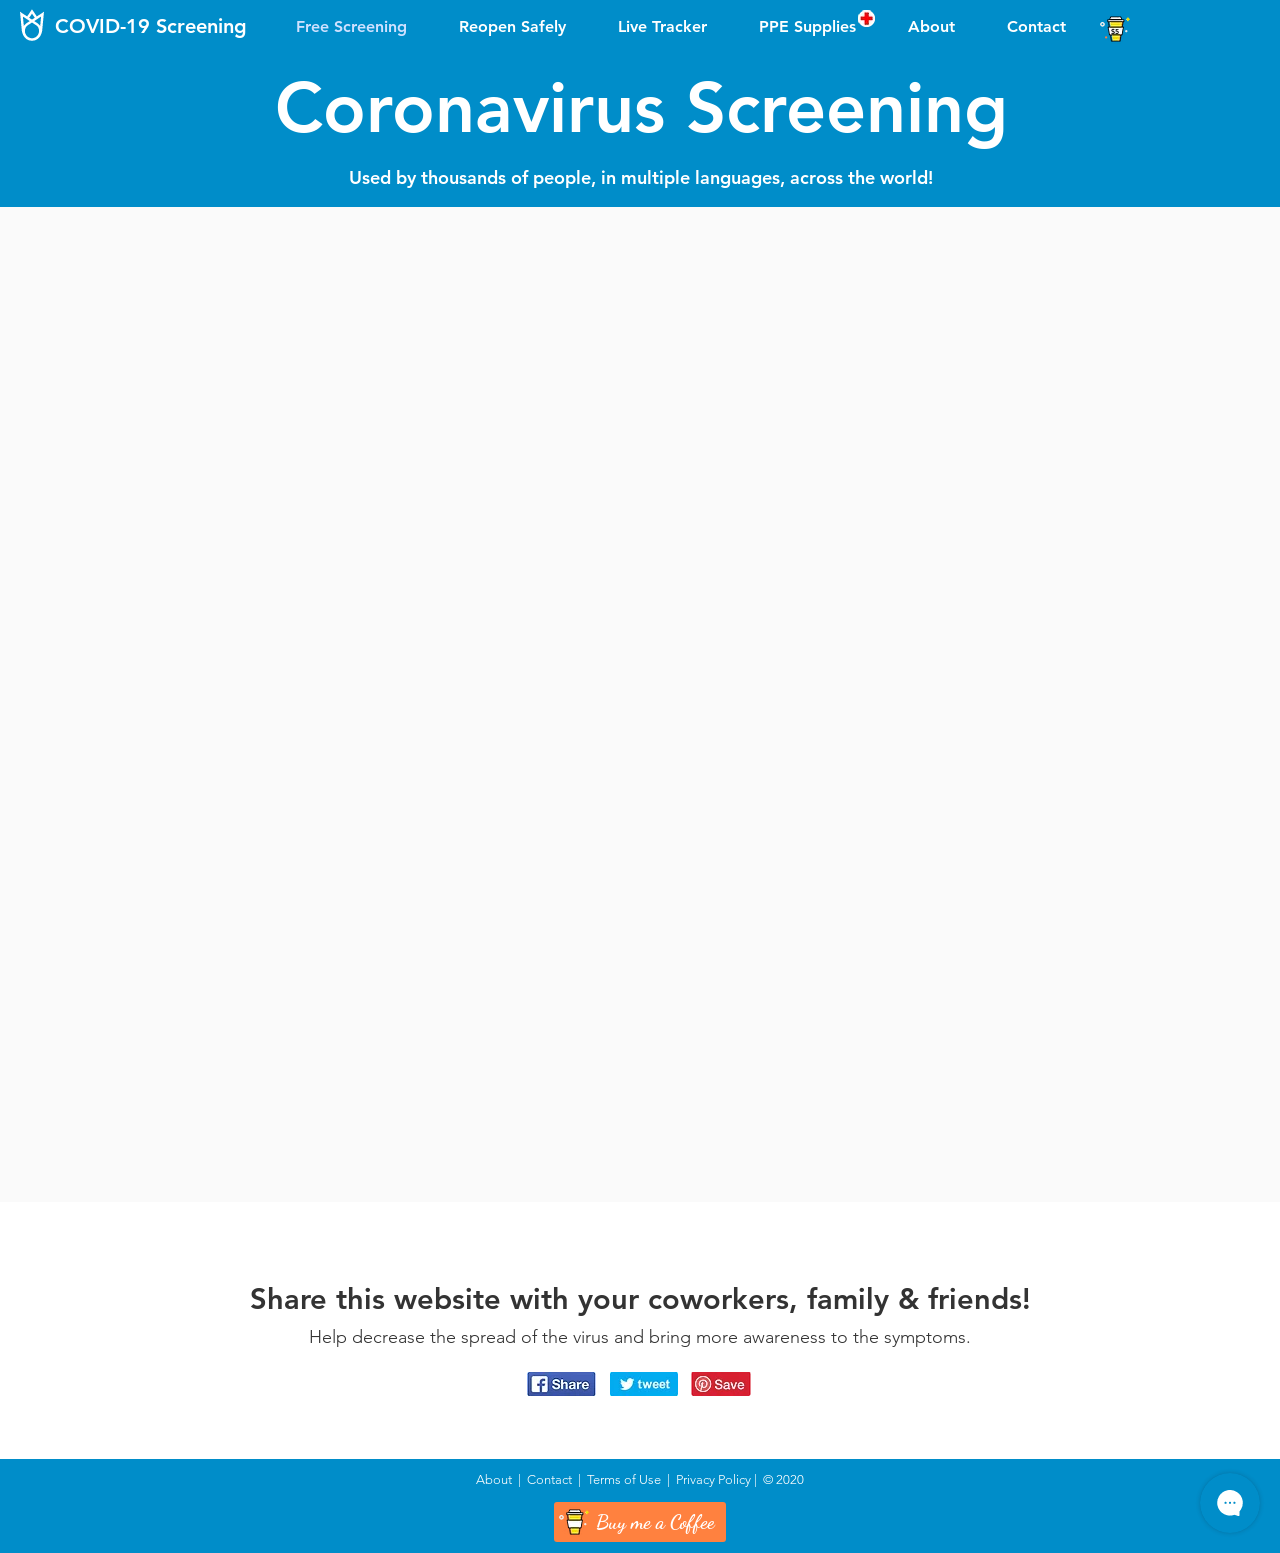 COVID-19 Screening
Free Screening
Reopen Safely
Live Tracker
PPE Supplies
About
Contact
Coronavirus Screening
Used by thousands of people, in multiple languages, across the world!
Share this website with your coworkers, family & friends!
Help decrease the spread of the virus and bring more awareness to the symptoms.
Share
tweet
Save
About | Contact | Terms of Use | Privacy Policy | © 2020
Buy me a Coffee